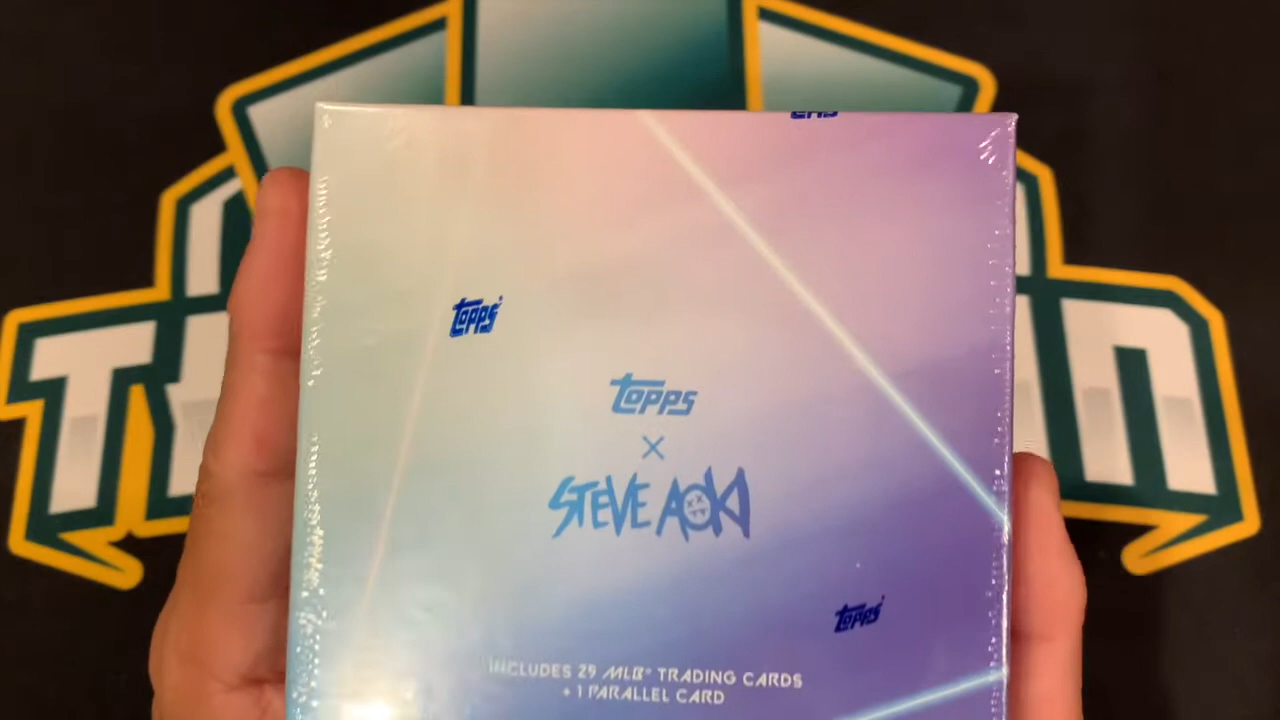 Topps
Topps
x
STEVE AOKI
Topps
INCLUDES 29 MLB® TRADING CARDS
+ 1 PARALLEL CARD